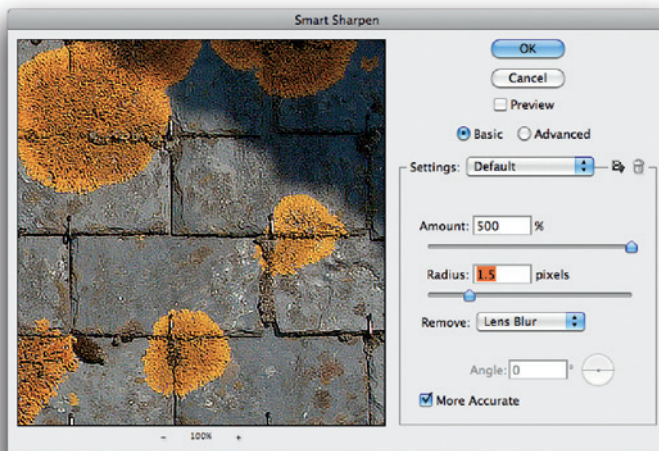 Smart Sharpen
OK
Cancel
Preview
Basic Advanced
Settings: Default
Amount: 500 %
Radius: 1.5 pixels
Remove: Lens Blur
Angle: 0 °
More Accurate
- 100% +